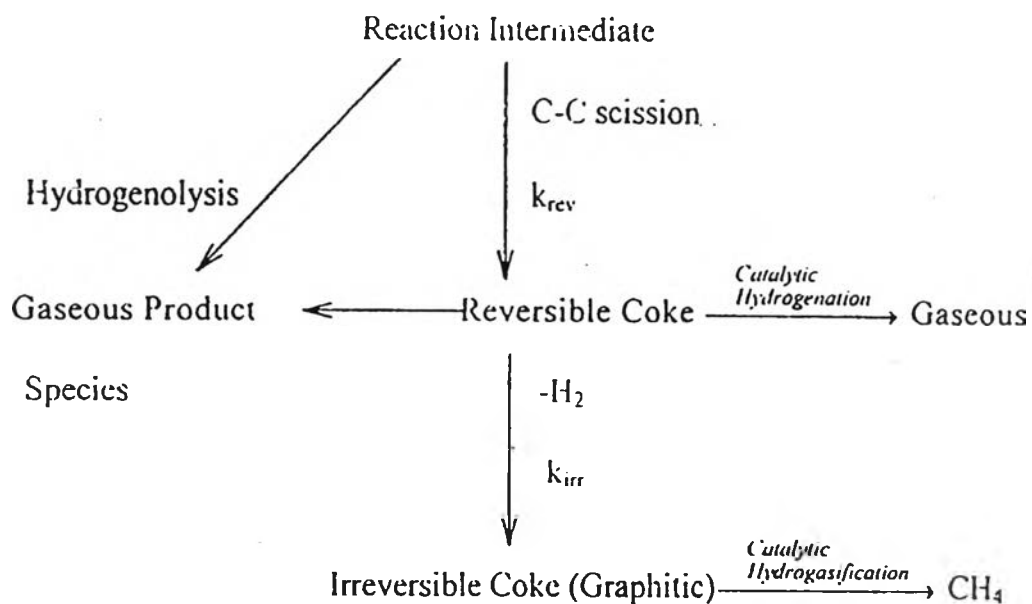 Reaction Intermediate
C-C scission
Hydrogenolysis
k_rev
Catalytic
Hydrogenation
Gaseous Product
Reversible Coke
Gaseous
Species
-H₂
k_irr
Catalytic
Hydrogasification
Irreversible Coke (Graphitic)
CH₄